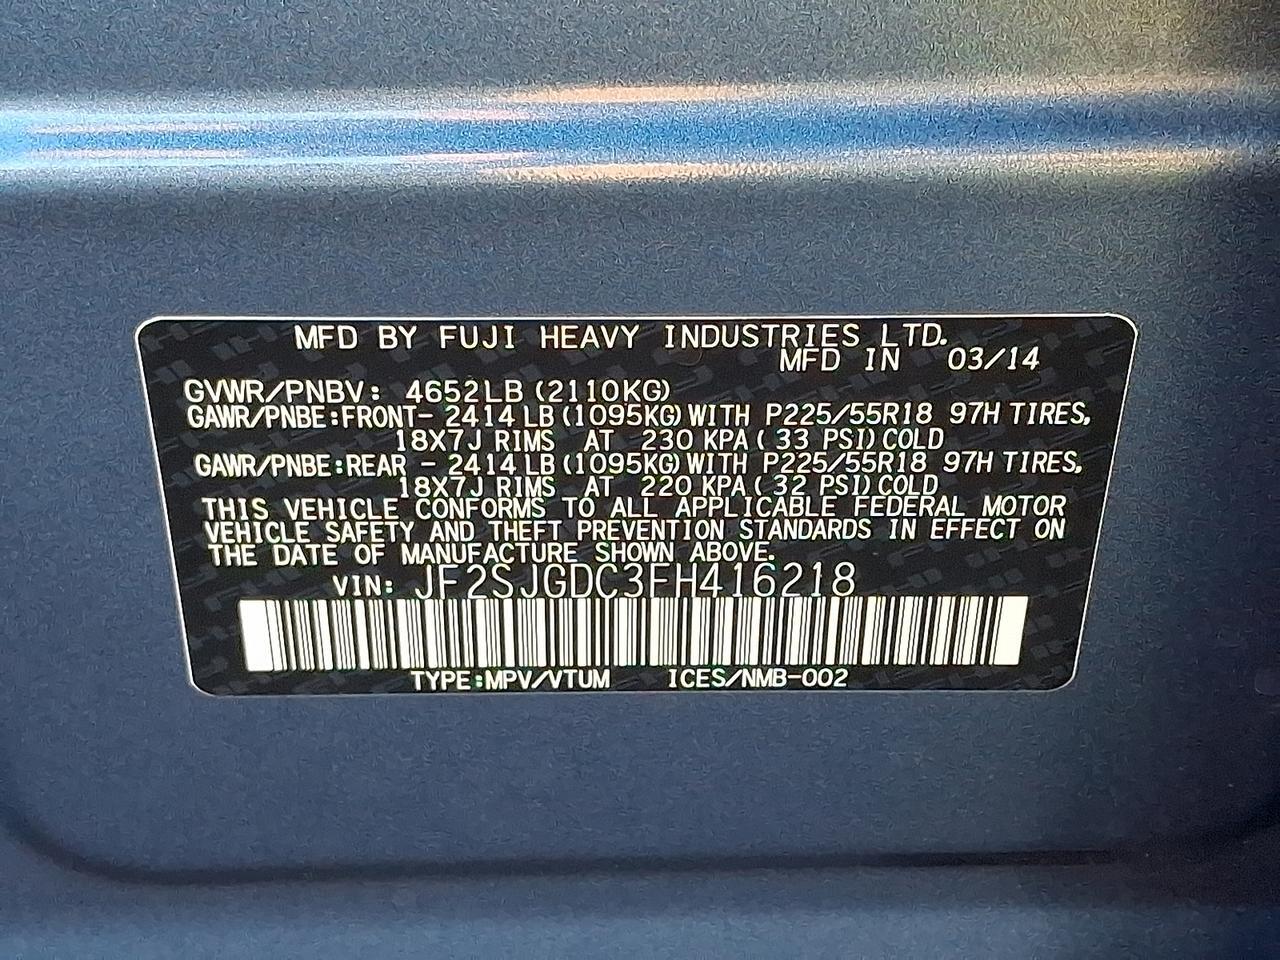 MFD BY FUJI HEAVY INDUSTRIES LTD.
MFD IN 03/14
GVWR/PNBV: 4652LB (2110KG)
GAWR/PNBE:FRONT- 2414 LB (1095KG) WITH P225/55R18 97H TIRES,
18X7J RIMS AT 230 KPA ( 33 PSI) COLD
GAWR/PNBE:REAR - 2414 LB (1095KG) WITH P225/55R18 97H TIRES,
18X7J RIMS AT 220 KPA ( 32 PSI) COLD
THIS VEHICLE CONFORMS TO ALL APPLICABLE FEDERAL MOTOR
VEHICLE SAFETY AND THEFT PREVENTION STANDARDS IN EFFECT ON
THE DATE OF MANUFACTURE SHOWN ABOVE.
VIN: JF2SJGDC3FH416218
TYPE:MPV/VTUM ICES/NMB-002